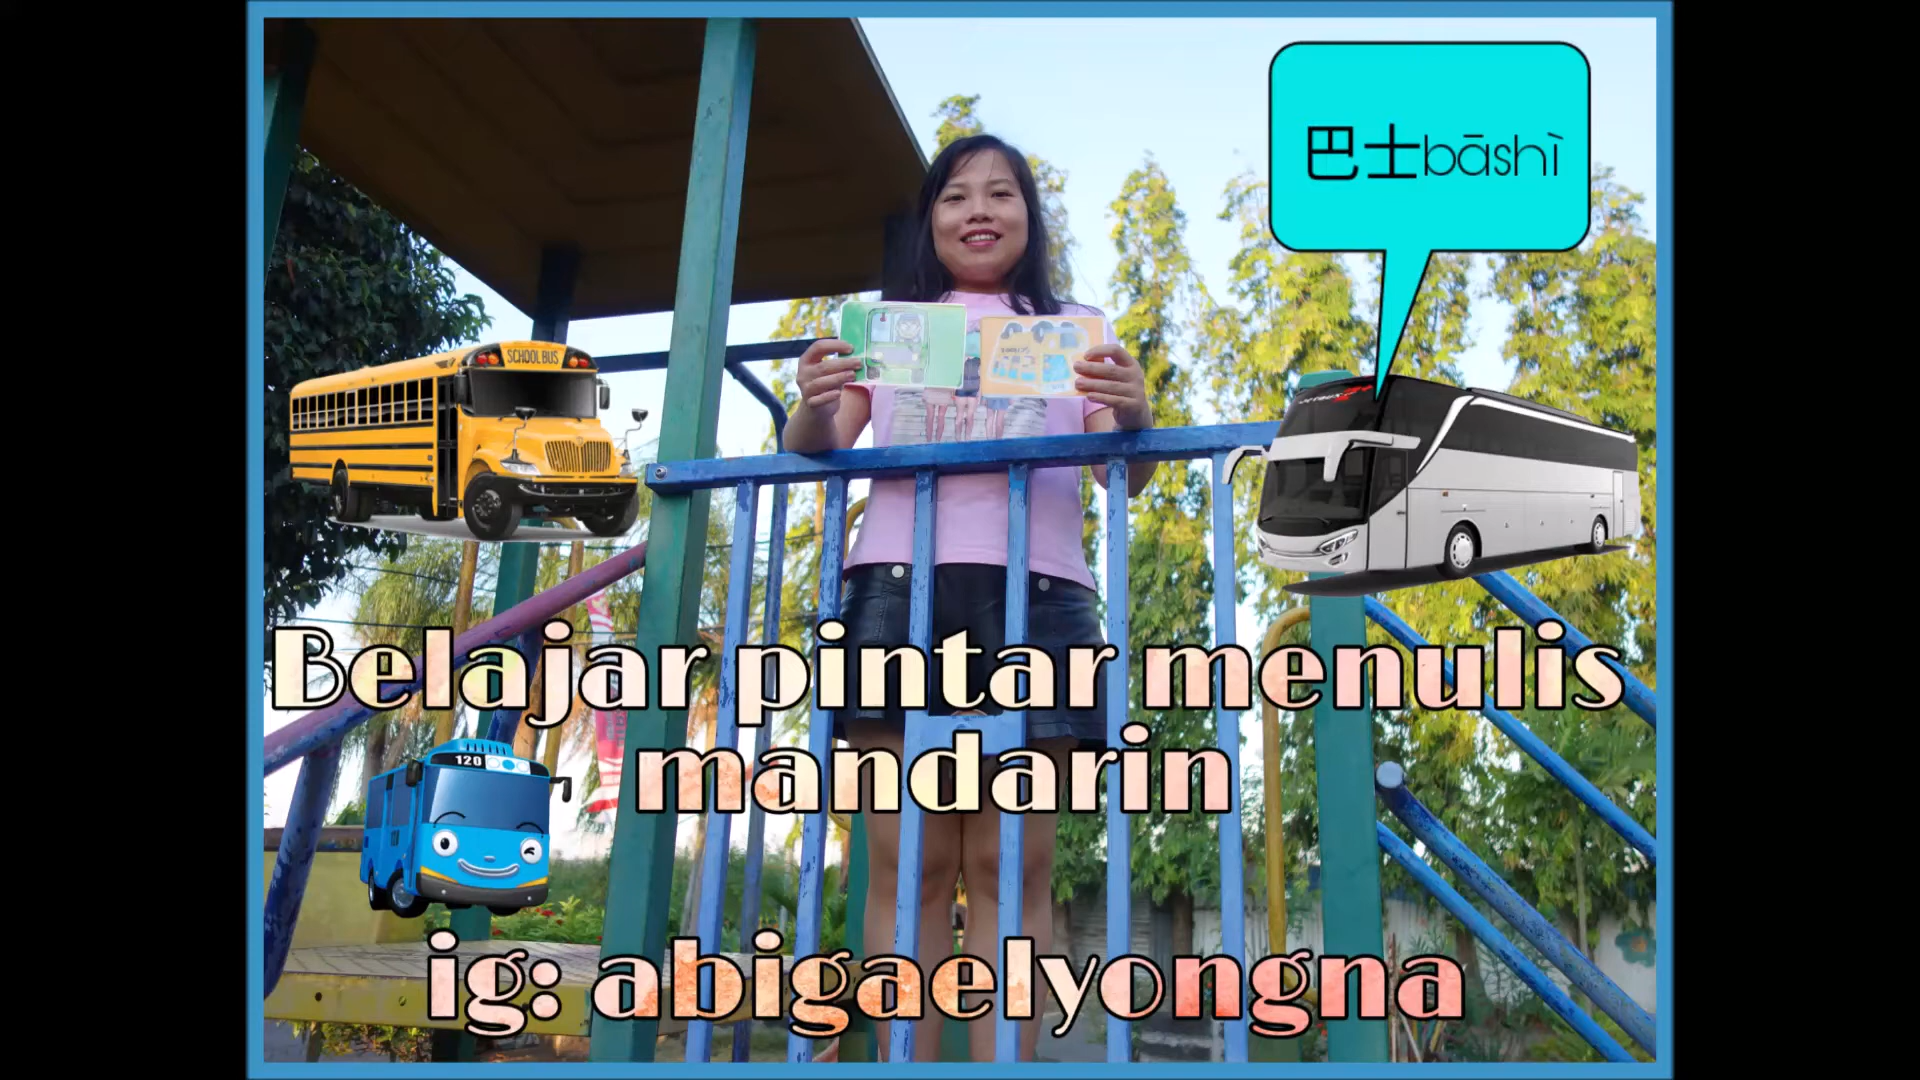 巴士bāshì
SCHOOL BUS
120
Belajar pintar menulis
mandarin
ig: abigaelyongna